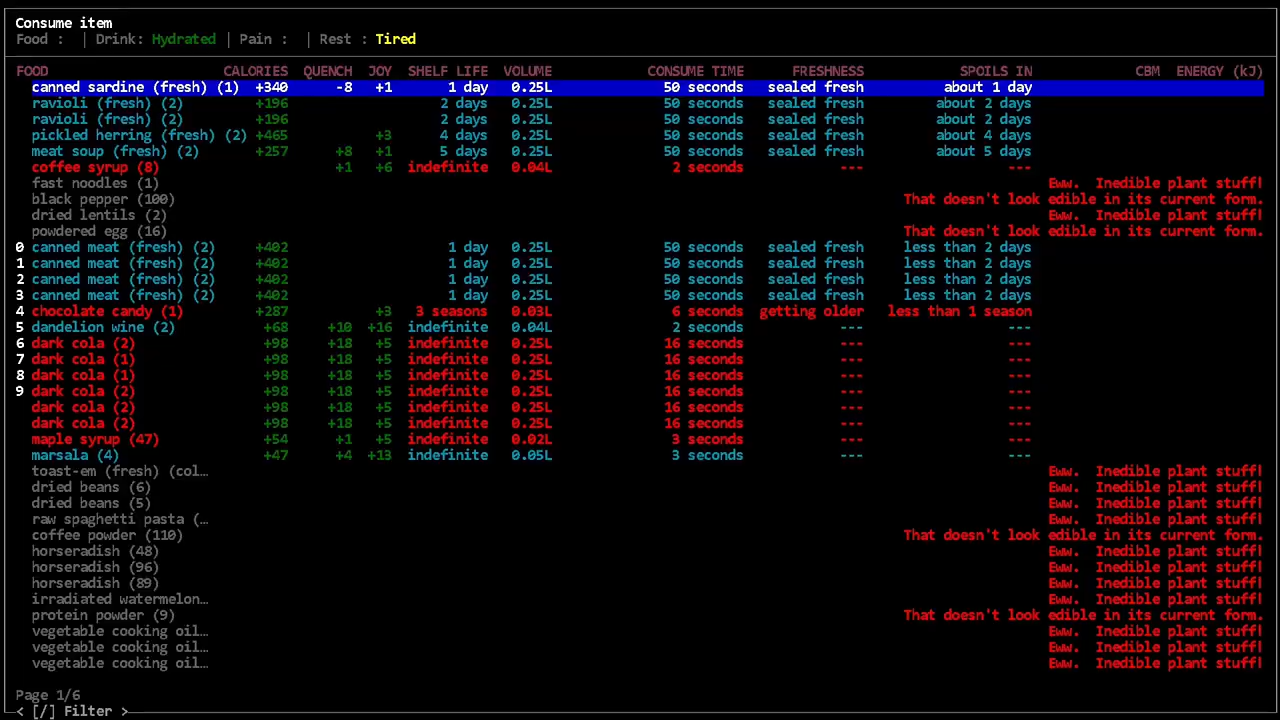 Consume item
Food :  | Drink: Hydrated | Pain :  | Rest : Tired
FOOD CALORIES QUENCH JOY SHELF LIFE VOLUME CONSUME TIME FRESHNESS SPOILS IN CBM ENERGY (kJ)
canned sardine (fresh) (1) +340 -8 +1 1 day 0.25L 50 seconds sealed fresh about 1 day
ravioli (fresh) (2) +196 2 days 0.25L 50 seconds sealed fresh about 2 days
ravioli (fresh) (2) +196 2 days 0.25L 50 seconds sealed fresh about 2 days
pickled herring (fresh) (2) +465 +3 4 days 0.25L 50 seconds sealed fresh about 4 days
meat soup (fresh) (2) +257 +8 +1 5 days 0.25L 50 seconds sealed fresh about 5 days
coffee syrup (8) +1 +6 indefinite 0.04L 2 seconds --- ---
fast noodles (1) Eww. Inedible plant stuff!
black pepper (100) That doesn't look edible in its current form.
dried lentils (2) Eww. Inedible plant stuff!
powdered egg (16) That doesn't look edible in its current form.
0 canned meat (fresh) (2) +402 1 day 0.25L 50 seconds sealed fresh less than 2 days
1 canned meat (fresh) (2) +402 1 day 0.25L 50 seconds sealed fresh less than 2 days
2 canned meat (fresh) (2) +402 1 day 0.25L 50 seconds sealed fresh less than 2 days
3 canned meat (fresh) (2) +402 1 day 0.25L 50 seconds sealed fresh less than 2 days
4 chocolate candy (1) +287 +3 3 seasons 0.03L 6 seconds getting older less than 1 season
5 dandelion wine (2) +68 +10 +16 indefinite 0.04L 2 seconds --- ---
6 dark cola (2) +98 +18 +5 indefinite 0.25L 16 seconds --- ---
7 dark cola (1) +98 +18 +5 indefinite 0.25L 16 seconds --- ---
8 dark cola (1) +98 +18 +5 indefinite 0.25L 16 seconds --- ---
9 dark cola (2) +98 +18 +5 indefinite 0.25L 16 seconds --- ---
dark cola (2) +98 +18 +5 indefinite 0.25L 16 seconds --- ---
dark cola (2) +98 +18 +5 indefinite 0.25L 16 seconds --- ---
maple syrup (47) +54 +1 +5 indefinite 0.02L 3 seconds --- ---
marsala (4) +47 +4 +13 indefinite 0.05L 3 seconds --- ---
toast-em (fresh) (col… Eww. Inedible plant stuff!
dried beans (6) Eww. Inedible plant stuff!
dried beans (5) Eww. Inedible plant stuff!
raw spaghetti pasta (… Eww. Inedible plant stuff!
coffee powder (110) That doesn't look edible in its current form.
horseradish (48) Eww. Inedible plant stuff!
horseradish (96) Eww. Inedible plant stuff!
horseradish (89) Eww. Inedible plant stuff!
irradiated watermelon… Eww. Inedible plant stuff!
protein powder (9) That doesn't look edible in its current form.
vegetable cooking oil… Eww. Inedible plant stuff!
vegetable cooking oil… Eww. Inedible plant stuff!
vegetable cooking oil… Eww. Inedible plant stuff!
Page 1/6
< [/] Filter >